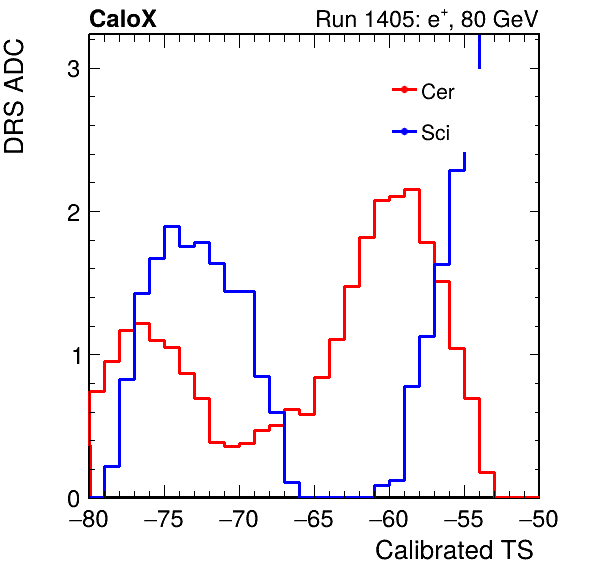 CaloX Run 1405: e⁺, 80 GeV
DRS ADC
3
2
1
0
Cer
Sci
−80 −75 −70 −65 −60 −55 −50
Calibrated TS